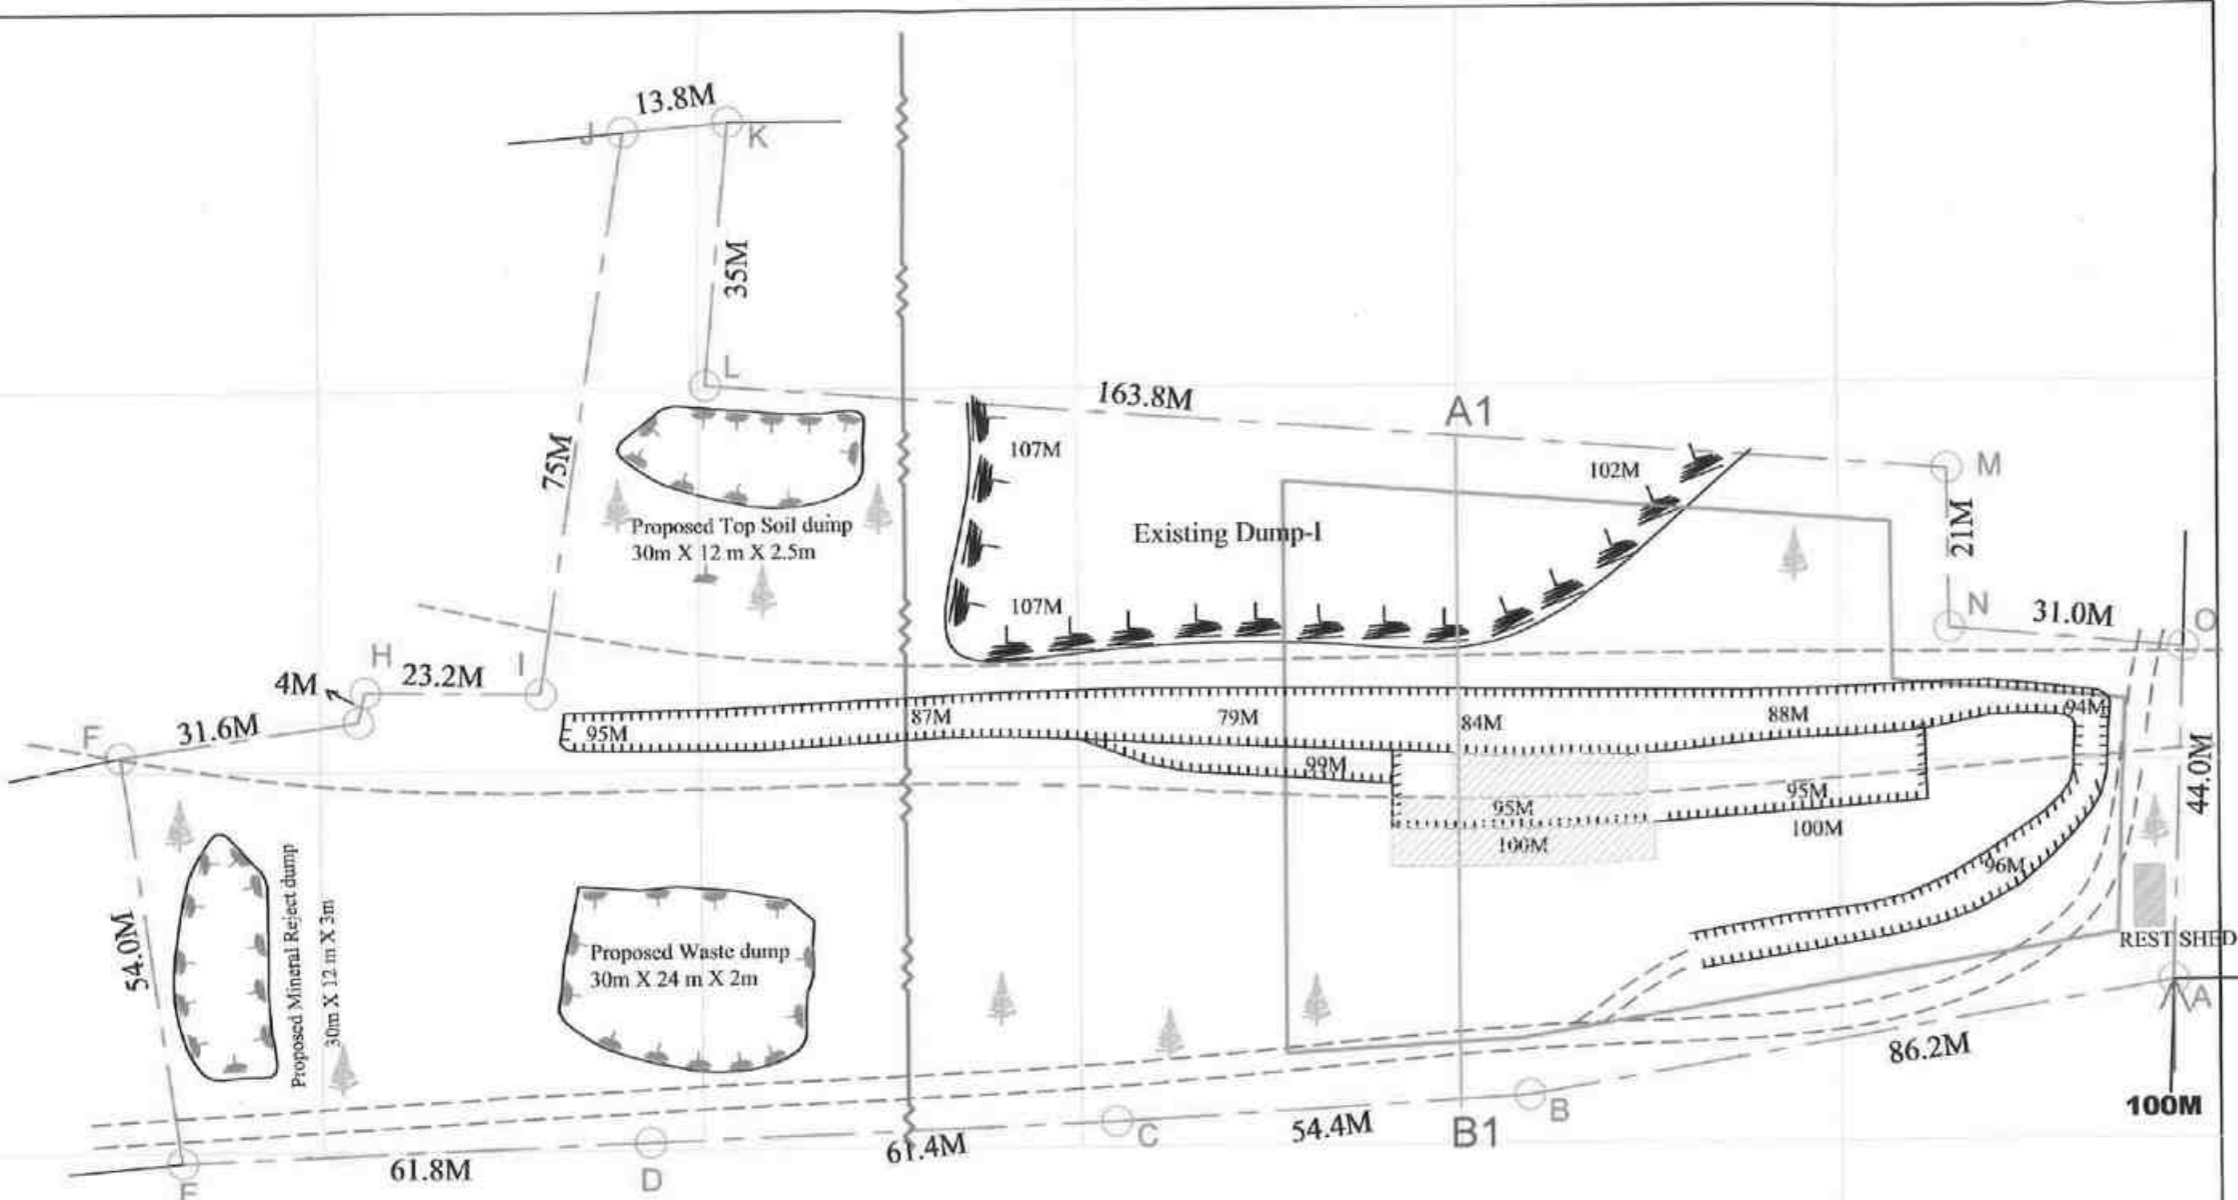 13.8M
J
K
35M
L
163.8M
A1
107M
102M
M
75M
Proposed Top Soil dump
30m X 12 m X 2.5m
Existing Dump-I
21M
107M
N
31.0M
O
H
I
4M
23.2M
F
31.6M
95M
87M
79M
84M
88M
94M
99M
44.0M
95M
95M
100M
100M
96M
Proposed Mineral Reject dump
30m X 12 m X 3m
54.0M
Proposed Waste dump
30m X 24 m X 2m
REST SHED
A
86.2M
100M
B
C
54.4M
B1
61.4M
61.8M
D
E